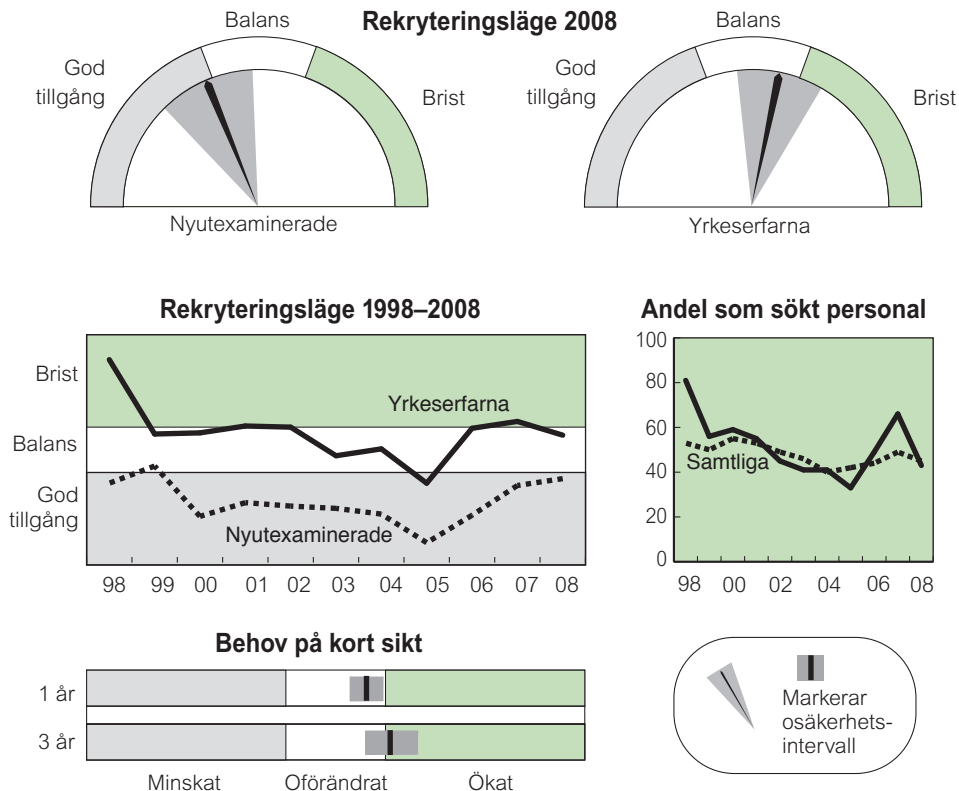 Rekryteringsläge 2008
Balans
God
tillgång
Brist
Nyutexaminerade
Balans
God
tillgång
Brist
Yrkeserfarna
Rekryteringsläge 1998–2008
Brist
Balans
God
tillgång
Yrkeserfarna
Nyutexaminerade
98 99 00 01 02 03 04 05 06 07 08
Andel som sökt personal
100
80
60
40
20
0
Samtliga
98 00 02 04 06 08
Behov på kort sikt
1 år
3 år
Minskat Oförändrat Ökat
Markerar
osäkerhets-
intervall